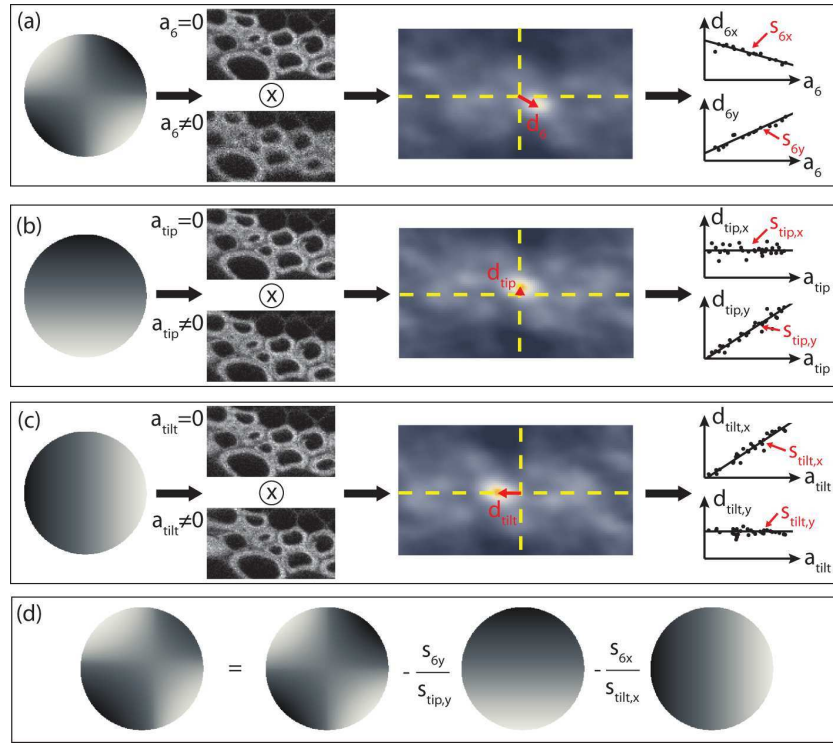 (a)
a6=0
ⓧ
a6≠0
d6
d6x
s6x
a6
d6y
s6y
a6
(b)
atip=0
ⓧ
atip≠0
dtip
dtip,x
stip,x
atip
dtip,y
stip,y
atip
(c)
atilt=0
ⓧ
atilt≠0
dtilt
dtilt,x
stilt,x
atilt
dtilt,y
stilt,y
atilt
(d)
= - s6y/stip,y - s6x/stilt,x